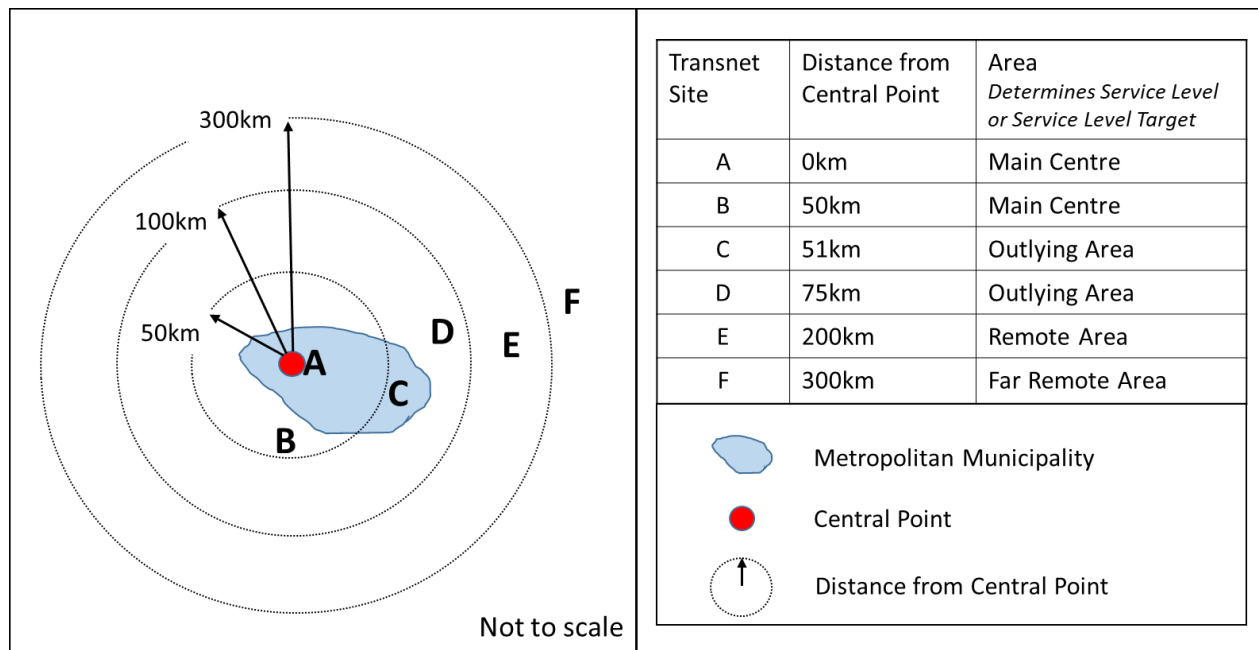 300km
100km
50km
A
B
C
D
E
F
Not to scale
Transnet Site
Distance from Central Point
Area
Determines Service Level
or Service Level Target
A 0km Main Centre
B 50km Main Centre
C 51km Outlying Area
D 75km Outlying Area
E 200km Remote Area
F 300km Far Remote Area
Metropolitan Municipality
Central Point
Distance from Central Point